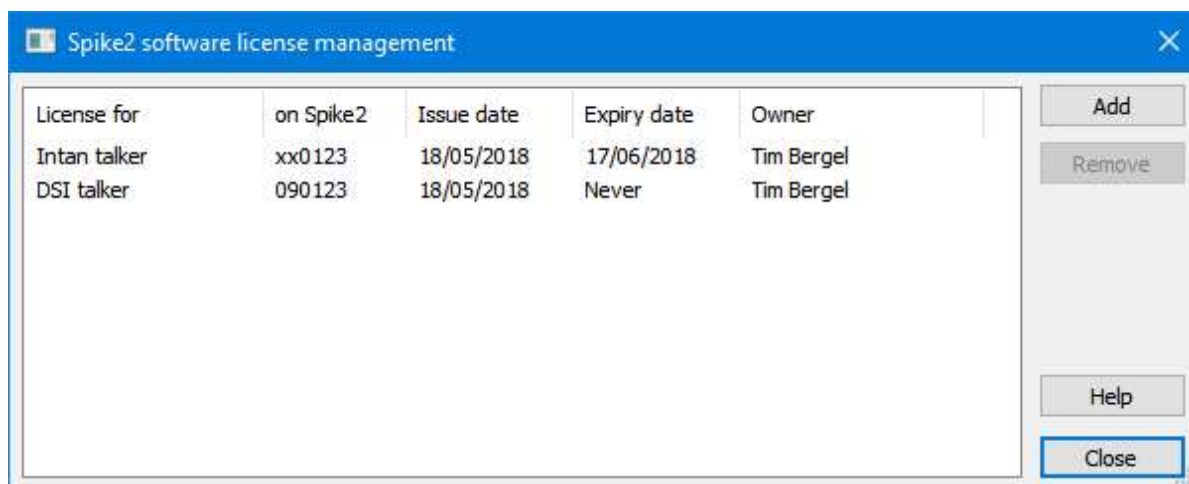 Spike2 software license management
License for on Spike2 Issue date Expiry date Owner
Intan talker xx0123 18/05/2018 17/06/2018 Tim Bergel
DSI talker 090123 18/05/2018 Never Tim Bergel
Add
Remove
Help
Close